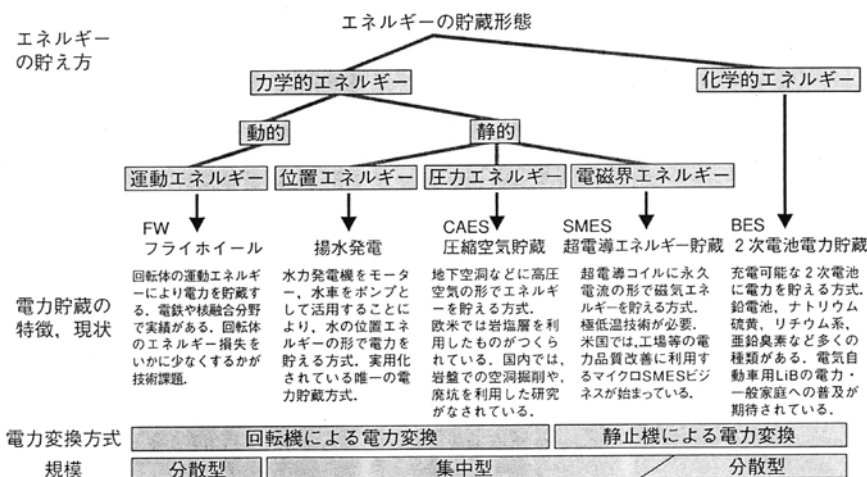 エネルギーの貯蔵形態
エネルギー
の貯え方
力学的エネルギー
化学的エネルギー
動的
静的
運動エネルギー
位置エネルギー
圧力エネルギー
電磁界エネルギー
電力貯蔵の
特徴，現状
FW
フライホイール
回転体の運動エネルギ
ーにより電力を貯蔵す
る．電鉄や核融合分野
で実績がある．回転体
のエネルギー損失を
いかに少なくするかが
技術課題．
揚水発電
水力発電機をモータ
ー，水車をポンプと
して活用することに
より，水の位置エネ
ルギーの形で電力を
貯える方式．実用化
されている唯一の電
力貯蔵方式．
CAES
圧縮空気貯蔵
地下空洞などに高圧
空気の形でエネルギ
ーを貯える方式．
欧米では岩塩層を利
用したものがつくら
れている．国内では，
岩盤での空洞掘削や，
廃坑を利用した研究
がなされている．
SMES
超電導エネルギー貯蔵
超電導コイルに永久
電流の形で磁気エネ
ルギーを貯える方式．
極低温技術が必要．
米国では，工場等の電
力品質改善に利用す
るマイクロSMESビジ
ネスが始まっている．
BES
2次電池電力貯蔵
充電可能な2次電池
に電力を貯える方式．
鉛電池，ナトリウム
硫黄，リチウム系，
亜鉛臭素など多くの
種類がある．電気自
動車用LiBの電力・
一般家庭への普及が
期待されている．
電力変換方式
回転機による電力変換
静止機による電力変換
規模
分散型
集中型
分散型